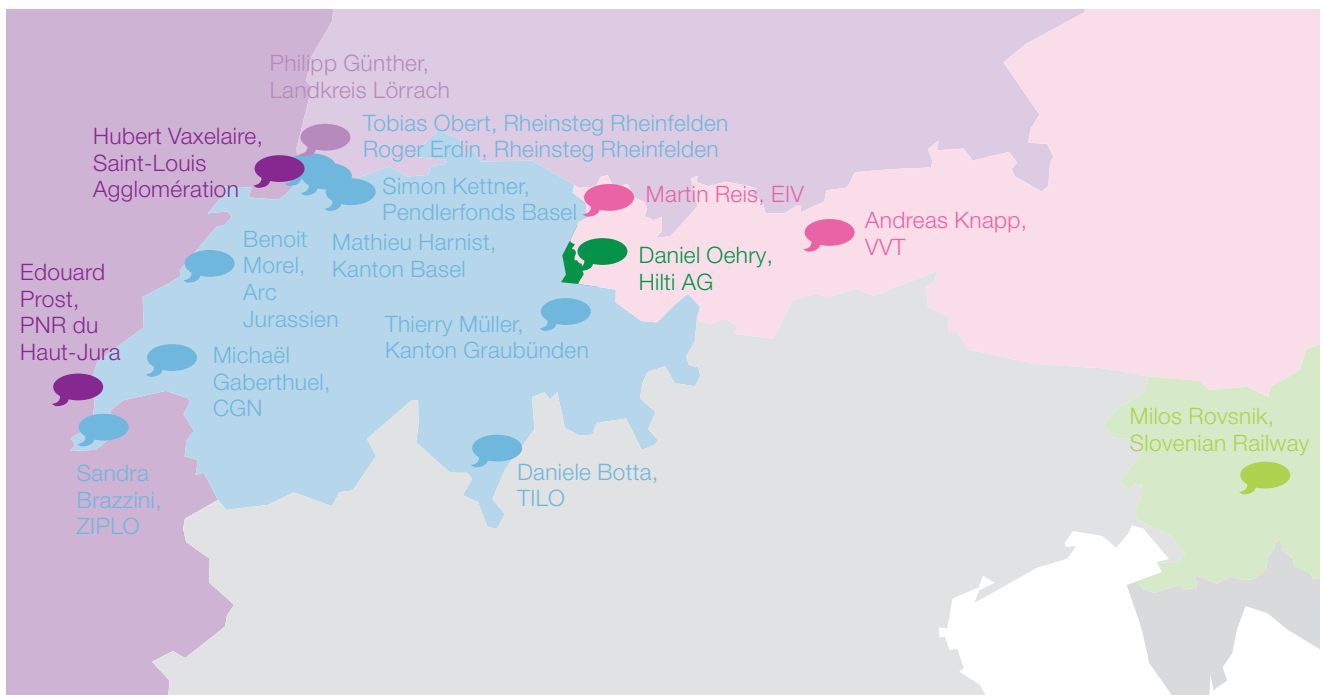 Philipp Günther,
Landkreis Lörrach
Hubert Vaxelaire,
Saint-Louis
Agglomération
Tobias Obert, Rheinsteg Rheinfelden
Roger Erdin, Rheinsteg Rheinfelden
Simon Kettner,
Pendlerfonds Basel
Martin Reis, EIV
Andreas Knapp,
VVT
Benoit
Morel,
Arc
Jurassien
Mathieu Harnist,
Kanton Basel
Daniel Oehry,
Hilti AG
Edouard
Prost,
PNR du
Haut-Jura
Thierry Müller,
Kanton Graubünden
Michaël
Gaberthuel,
CGN
Milos Rovsnik,
Slovenian Railway
Sandra
Brazzini,
ZIPLO
Daniele Botta,
TILO